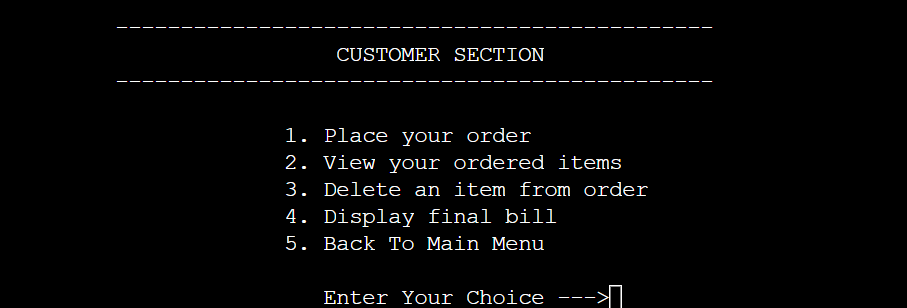 ----------------------------------------------
CUSTOMER SECTION
----------------------------------------------
1. Place your order
2. View your ordered items
3. Delete an item from order
4. Display final bill
5. Back To Main Menu
Enter Your Choice --->